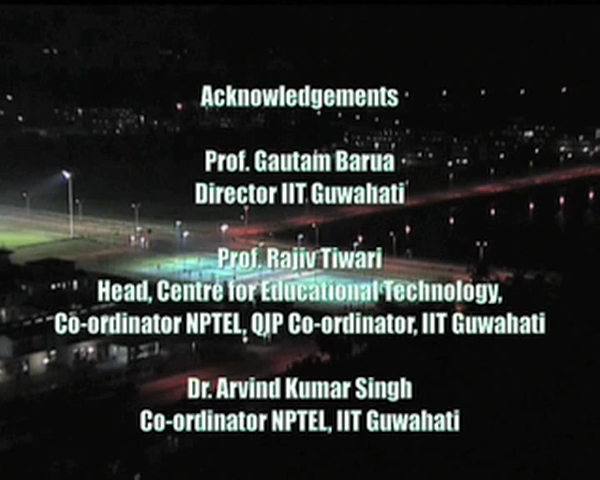 Acknowledgements
Prof. Gautam Barua
Director IIT Guwahati
Prof. Rajiv Tiwari
Head, Centre for Educational Technology,
Co-ordinator NPTEL, QIP Co-ordinator, IIT Guwahati
Dr. Arvind Kumar Singh
Co-ordinator NPTEL, IIT Guwahati